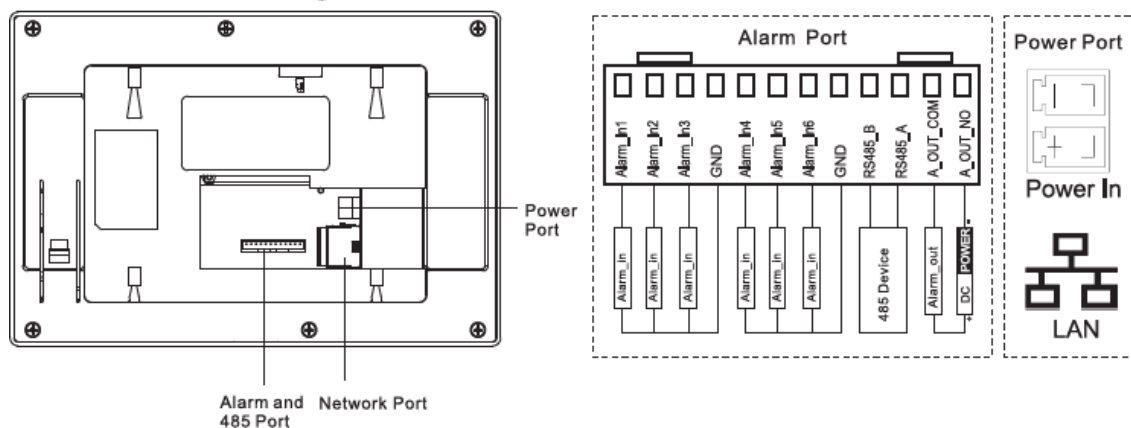 Power
Port
Alarm and
485 Port
Network Port
Alarm Port
Alarm_In1
Alarm_In2
Alarm_In3
GND
Alarm_In4
Alarm_In5
Alarm_In6
GND
RS485_B
RS485_A
A_OUT_COM
A_OUT_NO
Alarm_in
Alarm_in
Alarm_in
Alarm_in
Alarm_in
Alarm_in
485 Device
Alarm_out
+ DC POWER -
Power Port
-
+
Power In
LAN